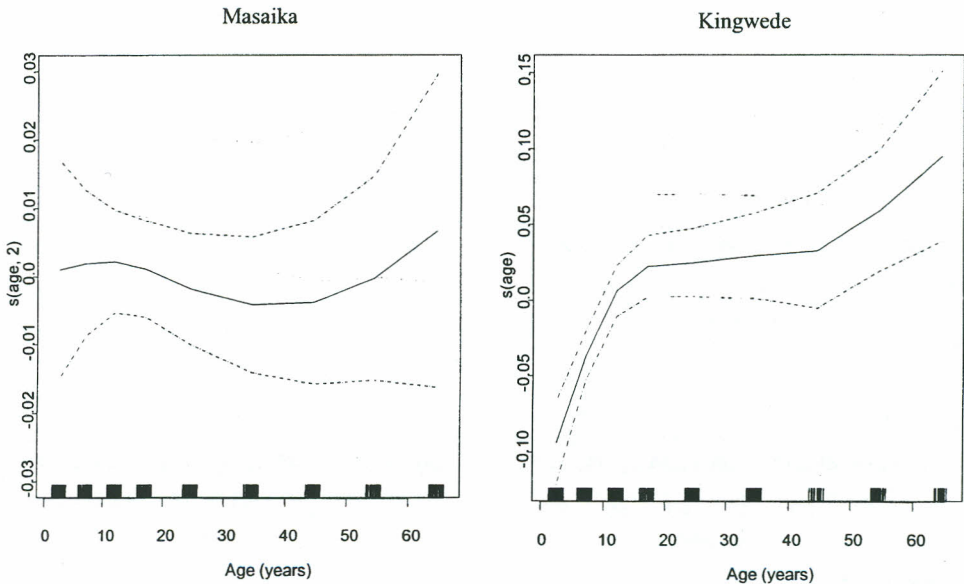 Masaika
s(age, 2)
0,03
0,02
0,01
0,0
-0,01
-0,02
-0,03
0 10 20 30 40 50 60
Age (years)
Kingwede
s(age)
0,15
0,10
0,05
0,0
-0,05
-0,10
0 10 20 30 40 50 60
Age (years)